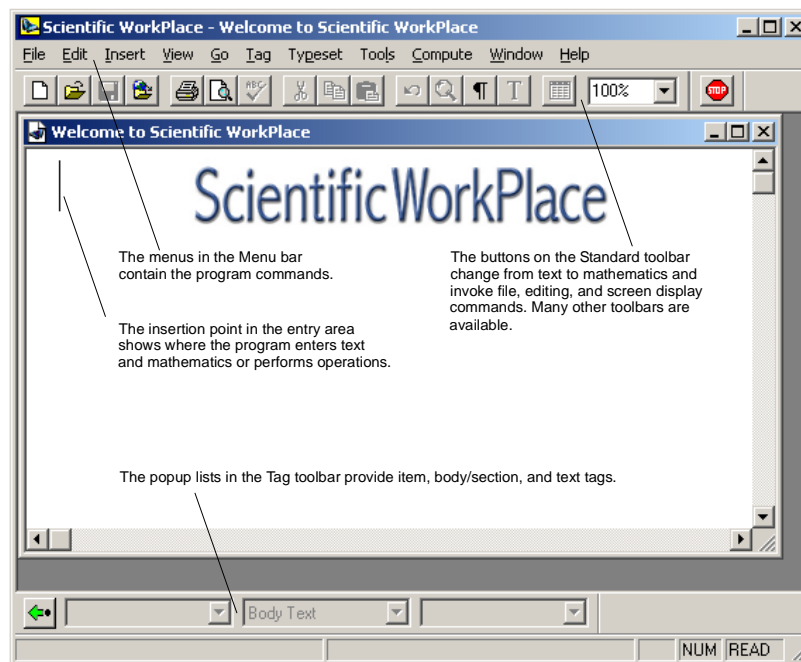 Scientific WorkPlace - Welcome to Scientific WorkPlace
File Edit Insert View Go Tag Typeset Tools Compute Window Help
ABC T 100% STOP
Welcome to Scientific WorkPlace
Scientific WorkPlace
The menus in the Menu bar
contain the program commands.
The buttons on the Standard toolbar
change from text to mathematics and
invoke file, editing, and screen display
commands. Many other toolbars are
available.
The insertion point in the entry area
shows where the program enters text
and mathematics or performs operations.
The popup lists in the Tag toolbar provide item, body/section, and text tags.
Body Text
NUM READ